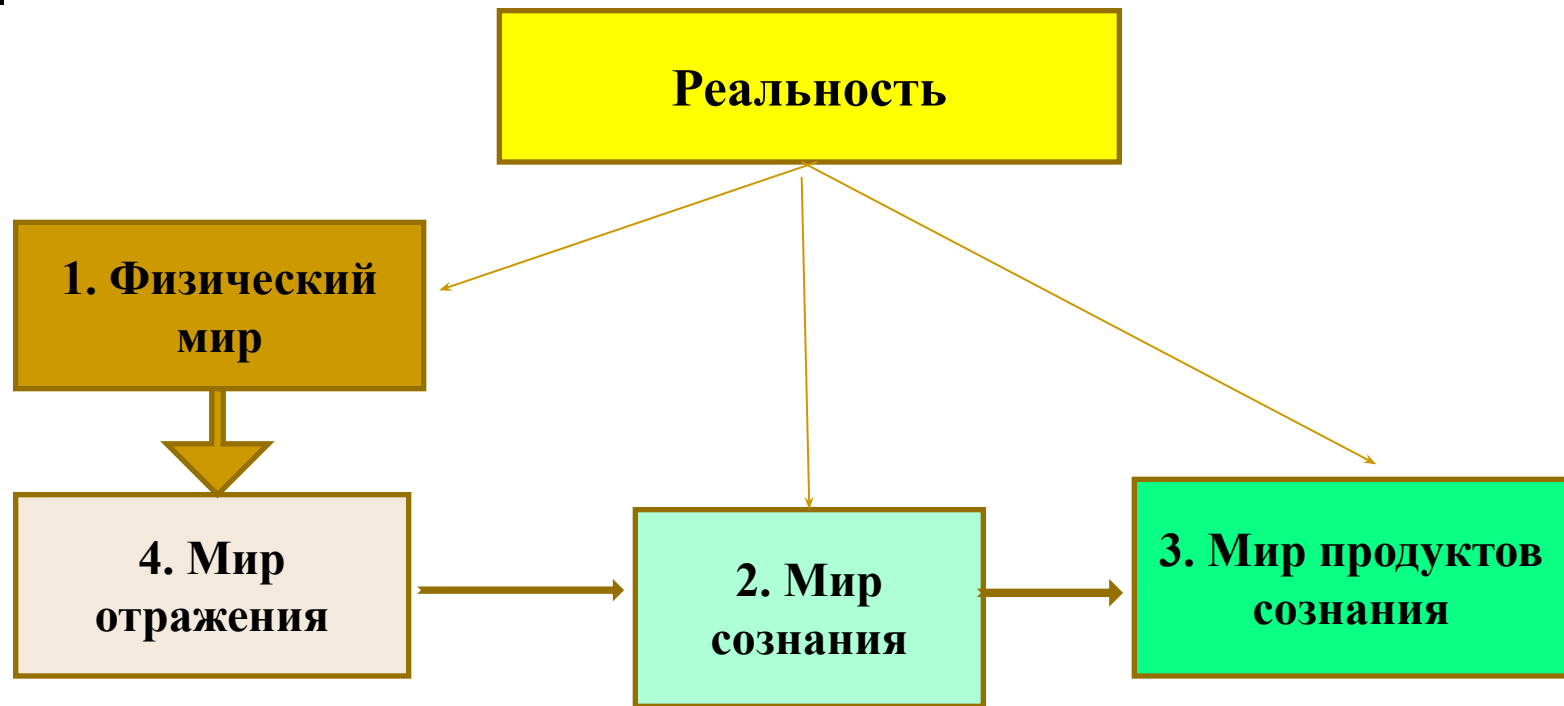 Реальность
1. Физический
мир
4. Мир
отражения
2. Мир
сознания
3. Мир продуктов
сознания